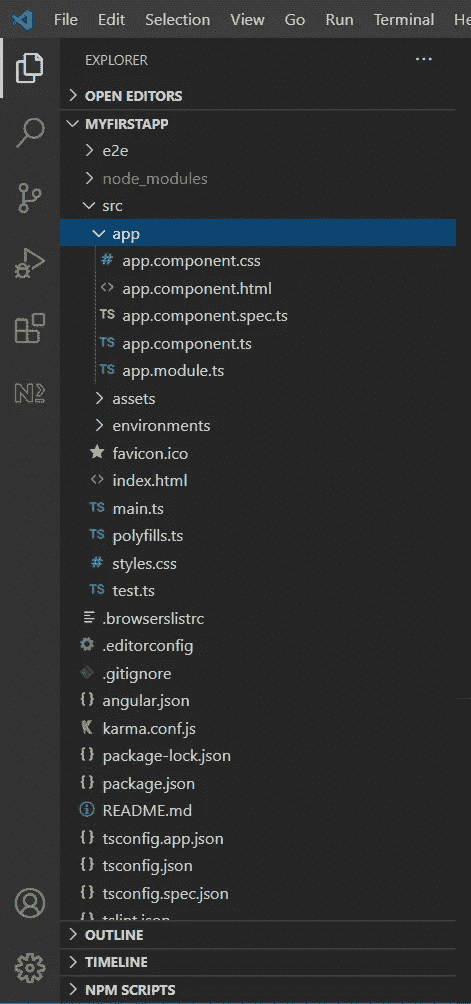 File Edit Selection View Go Run Terminal He
EXPLORER
OPEN EDITORS
MYFIRSTAPP
e2e
node_modules
src
app
# app.component.css
<> app.component.html
TS app.component.spec.ts
TS app.component.ts
TS app.module.ts
assets
environments
favicon.ico
<> index.html
TS main.ts
TS polyfills.ts
# styles.css
TS test.ts
.browserslistrc
.editorconfig
.gitignore
{} angular.json
karma.conf.js
{} package-lock.json
{} package.json
README.md
{} tsconfig.app.json
{} tsconfig.json
{} tsconfig.spec.json
{} tslint.json
OUTLINE
TIMELINE
NPM SCRIPTS